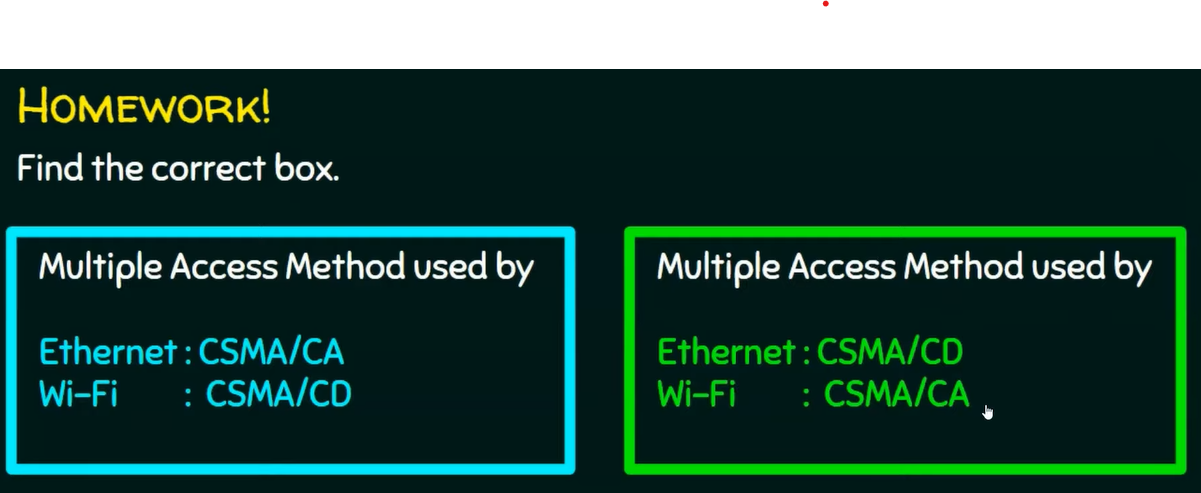 HOMEWORK!
Find the correct box.
Multiple Access Method used by
Ethernet : CSMA/CA
Wi-Fi : CSMA/CD
Multiple Access Method used by
Ethernet : CSMA/CD
Wi-Fi : CSMA/CA